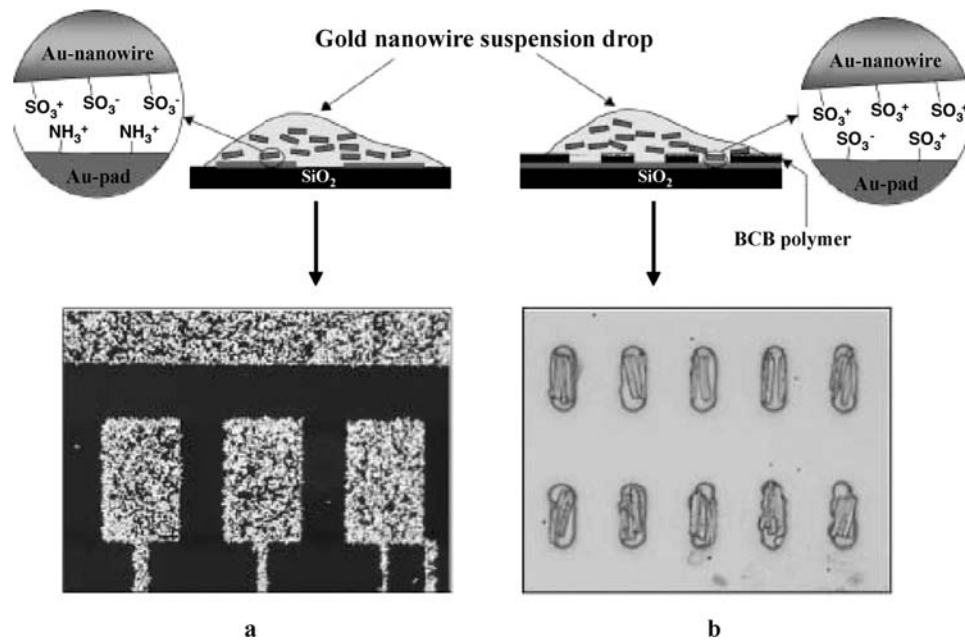 Gold nanowire suspension drop
Au-nanowire
SO₃⁺ SO₃⁻ SO₃⁻
NH₃⁺ NH₃⁺
Au-pad
SiO₂
Au-nanowire
SO₃⁺ SO₃⁺ SO₃⁺
SO₃⁻ SO₃⁺
Au-pad
SiO₂
BCB polymer
a
b